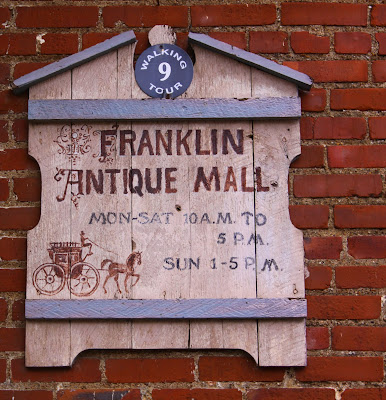 WALKING
9
TOUR
FRANKLIN
ANTIQUE MALL
MON-SAT 10 A.M. TO
5 P.M.
SUN 1-5 P.M.